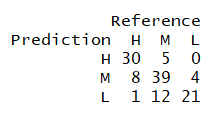 Reference
Prediction H M L
H 30 5 0
M 8 39 4
L 1 12 21